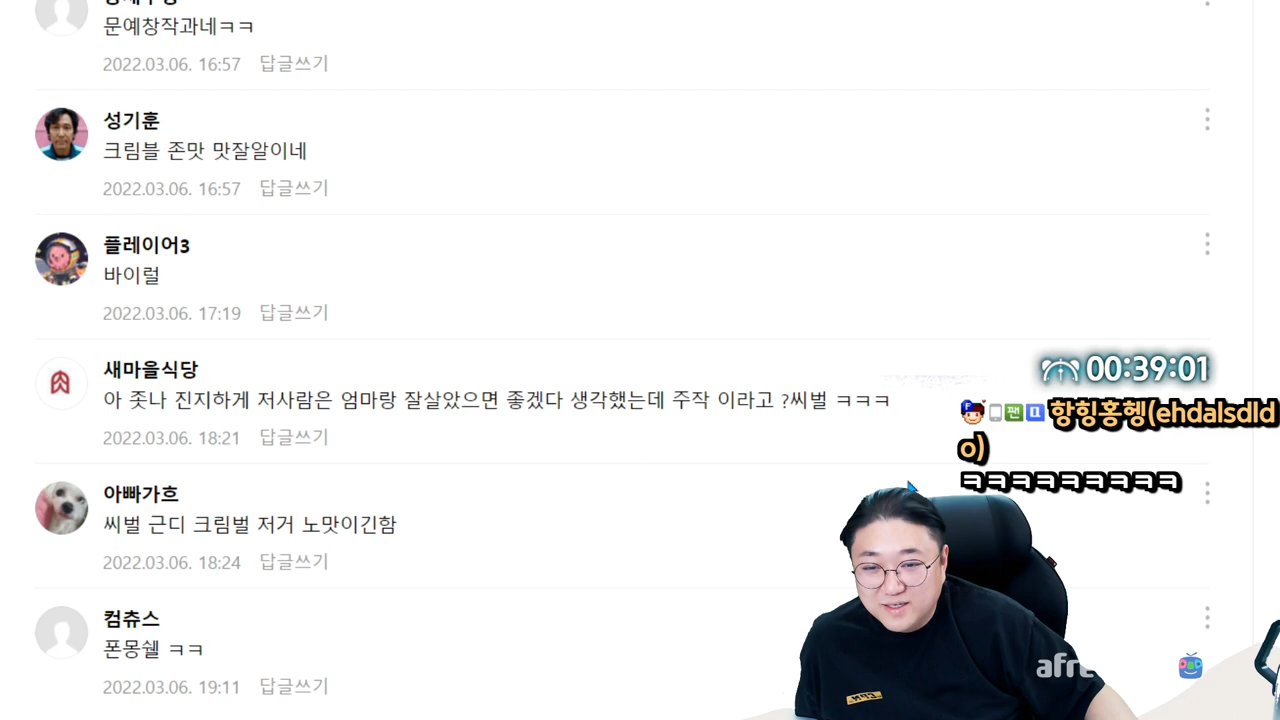 문예창작과네ㅋㅋ
2022.03.06. 16:57 답글쓰기
성기훈
크림블 존맛 맛잘알이네
2022.03.06. 16:57 답글쓰기
플레이어3
바이럴
2022.03.06. 17:19 답글쓰기
새마을식당
아 좃나 진지하게 저사람은 엄마랑 잘살았으면 좋겠다 생각했는데 주작 이라고 ?씨벌 ㅋㅋㅋ
2022.03.06. 18:21 답글쓰기
00:39:01
팬
항힝홍헹(ehdalsdld
이)
ㅋㅋㅋㅋㅋㅋㅋㅋㅋ
아빠가흐
씨벌 근디 크림벌 저거 노맛이긴함
2022.03.06. 18:24 답글쓰기
컴츄스
폰몽쉘 ㅋㅋ
2022.03.06. 19:11 답글쓰기
afre